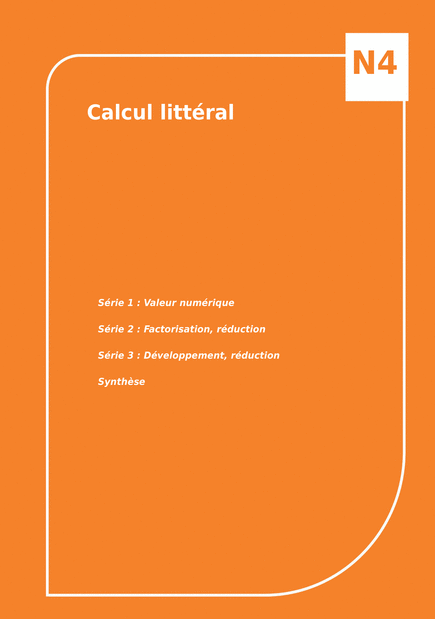 N4
Calcul littéral
Série 1 : Valeur numérique
Série 2 : Factorisation, réduction
Série 3 : Développement, réduction
Synthèse